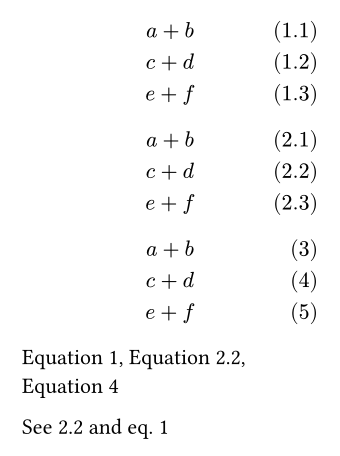 a + b (1.1)
c + d (1.2)
e + f (1.3)
a + b (2.1)
c + d (2.2)
e + f (2.3)
a + b (3)
c + d (4)
e + f (5)
Equation 1, Equation 2.2,
Equation 4
See 2.2 and eq. 1